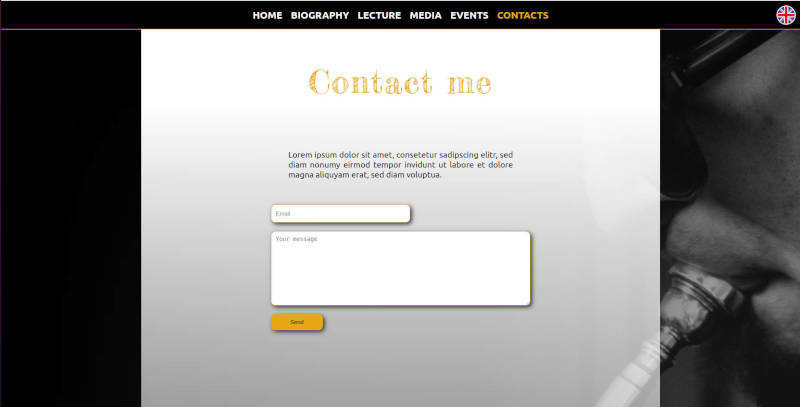 HOME BIOGRAPHY LECTURE MEDIA EVENTS CONTACTS
Contact me
Lorem ipsum dolor sit amet, consetetur sadipscing elitr, sed
diam nonumy eirmod tempor invidunt ut labore et dolore
magna aliquyam erat, sed diam voluptua.
Email
Your message
Send